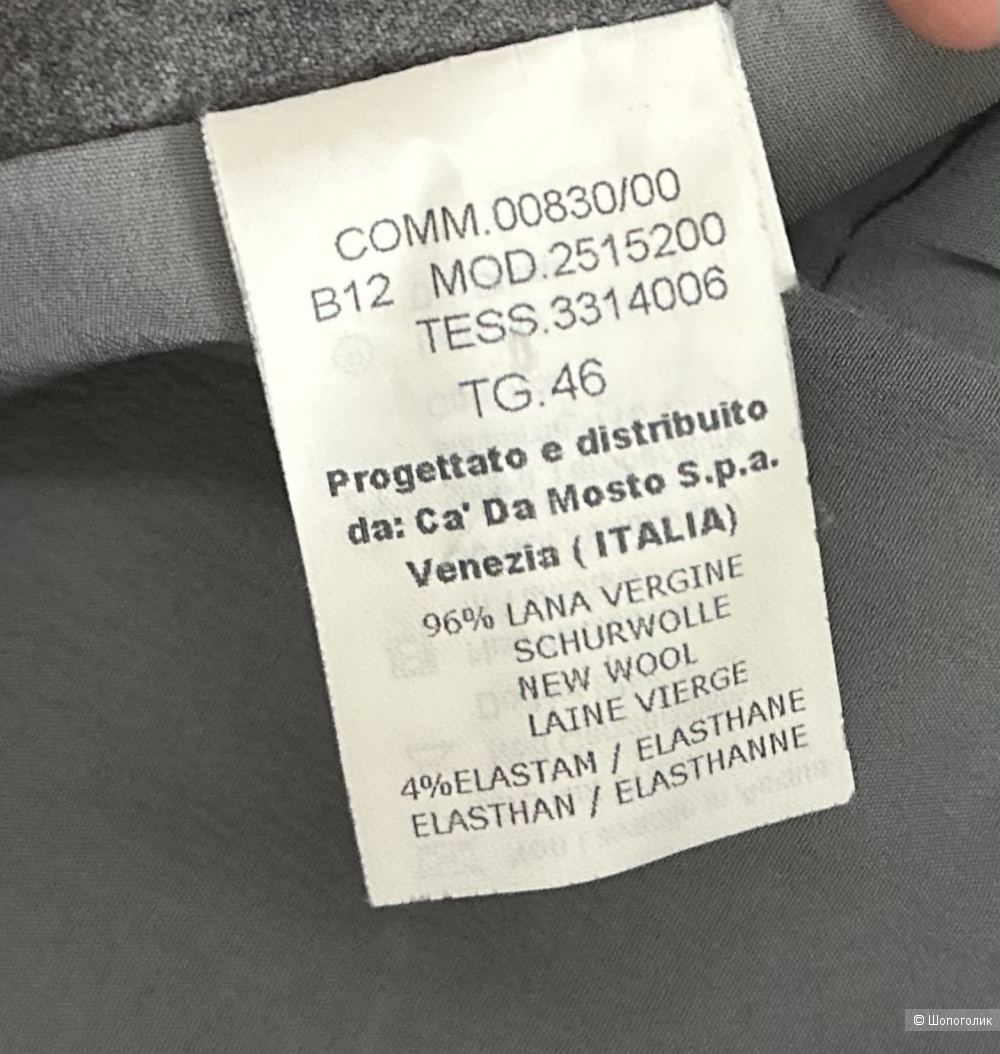 COMM.00830/00
B12 MOD.2515200
TESS.3314006
TG.46
Progettato e distribuito
da: Ca' Da Mosto S.p.a.
Venezia ( ITALIA)
96% LANA VERGINE
SCHURWOLLE
NEW WOOL
LAINE VIERGE
4%ELASTAM / ELASTHANE
ELASTHAN / ELASTHANNE
© Шопоголик